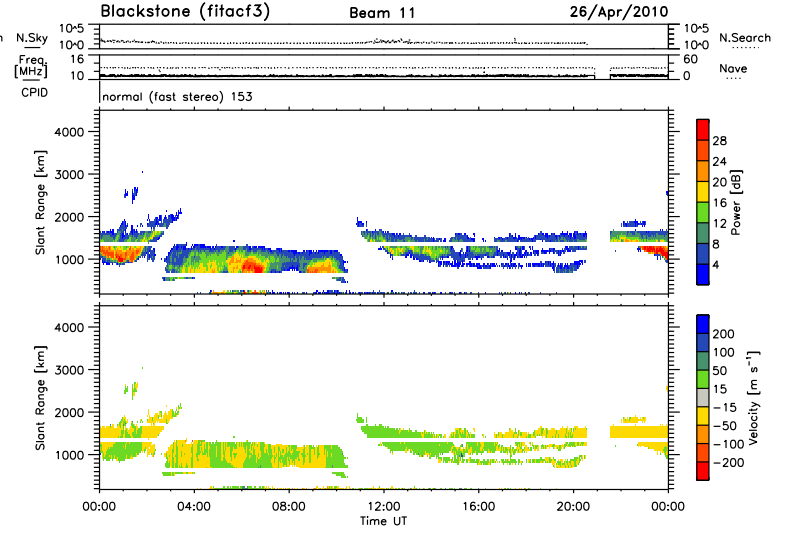 Blackstone (fitacf3) Beam 11 26/Apr/2010
N.Sky 10^5 10^0 10^5 10^0 N.Search
Freq. [MHz] 16 10 60 0 Nave
CPID normal (fast stereo) 153
Slant Range [km] 4000 3000 2000 1000
28 24 20 16 12 8 4 Power [dB]
Slant Range [km] 4000 3000 2000 1000
200 100 50 15 −15 −50 −100 −200 Velocity [m s⁻¹]
00:00 04:00 08:00 12:00 16:00 20:00 00:00
Time UT